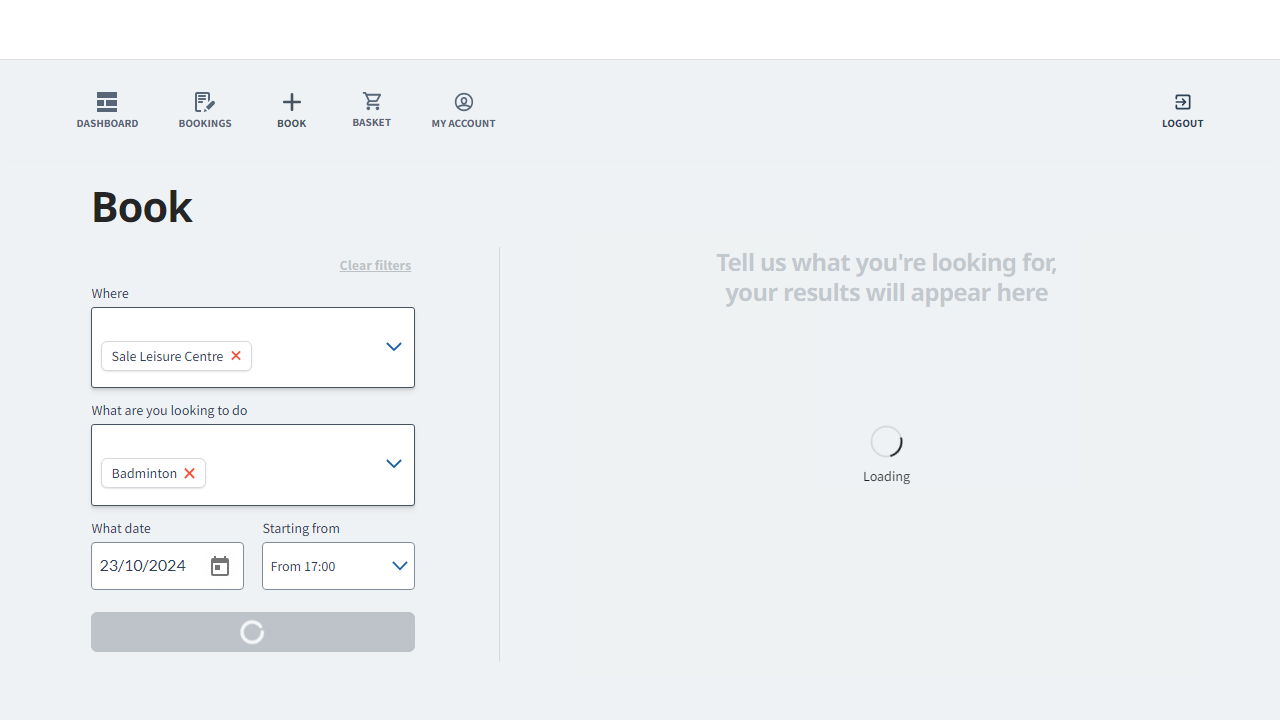 DASHBOARD
BOOKINGS
BOOK
BASKET
MY ACCOUNT
LOGOUT
Book
Clear filters
Where
Sale Leisure Centre
What are you looking to do
Badminton
What date
Starting from
23/10/2024
From 17:00
Tell us what you're looking for,
your results will appear here
Loading